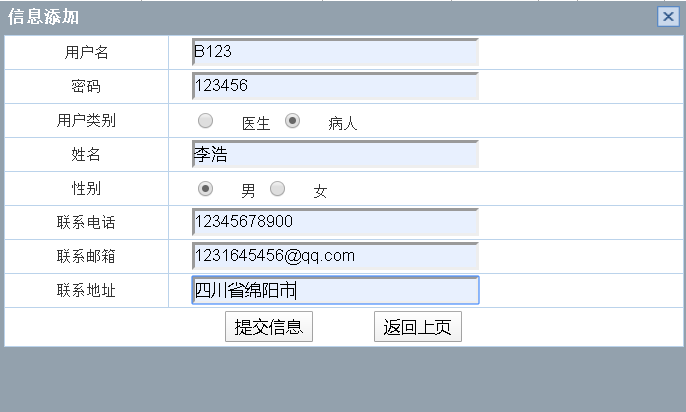 信息添加
用户名 B123
密码 123456
用户类别 医生 病人
姓名 李浩
性别 男 女
联系电话 12345678900
联系邮箱 1231645456@qq.com
联系地址 四川省绵阳市
提交信息 返回上页